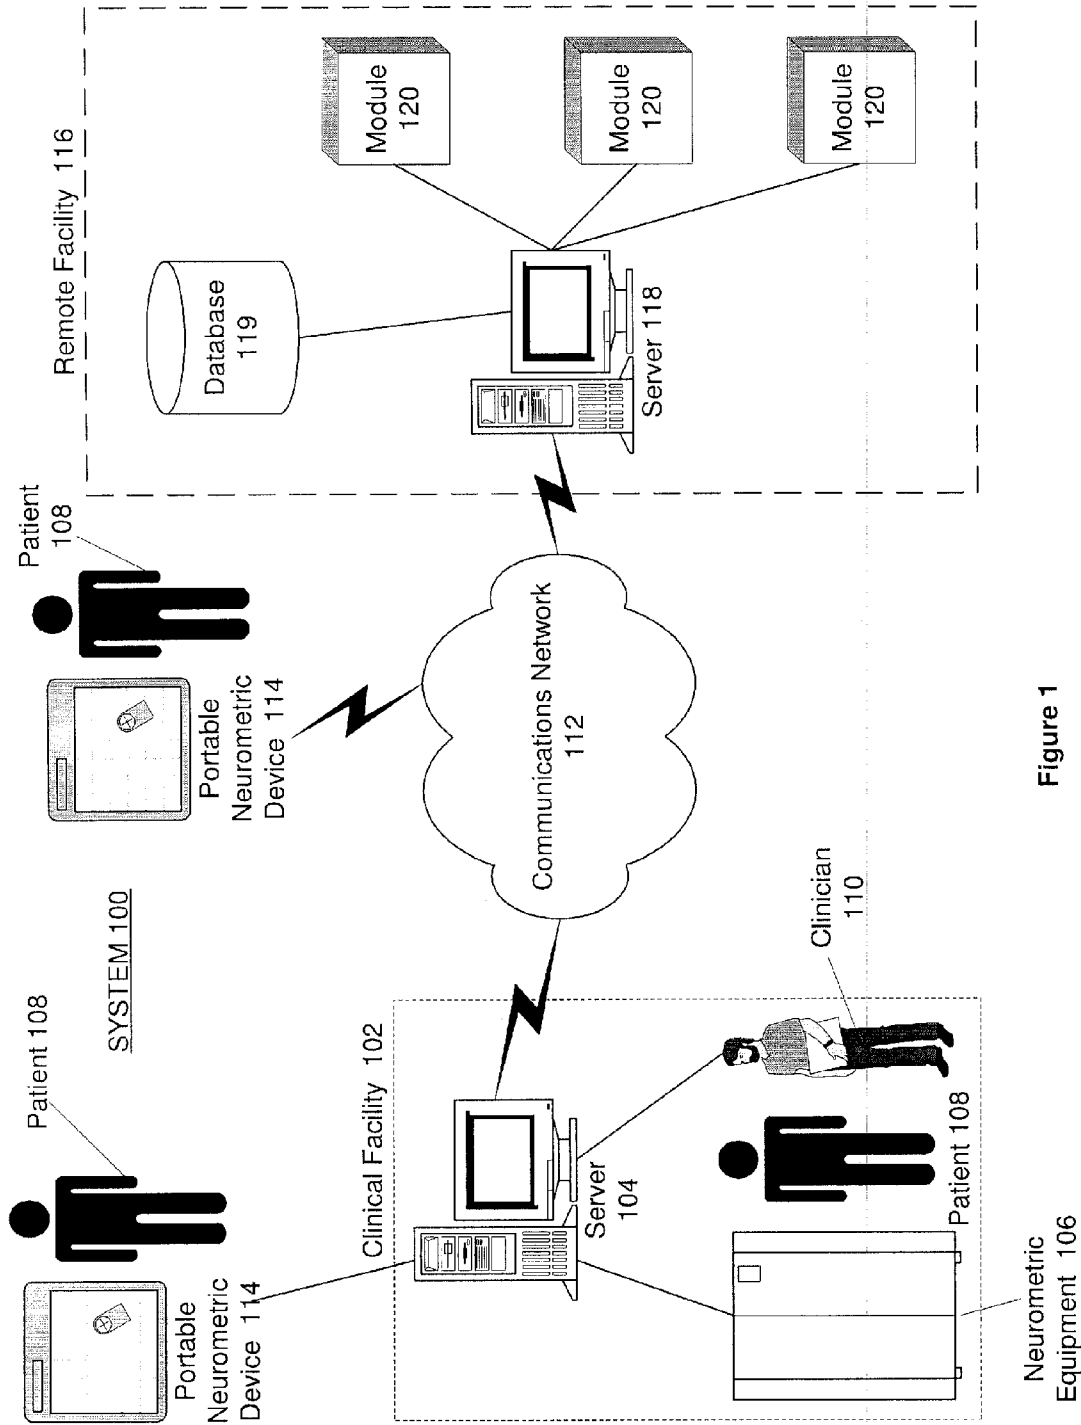 SYSTEM 100
Patient 108
Portable
Neurometric
Device 114
Patient
108
Portable
Neurometric
Device 114
Remote Facility 116
Database
119
Module
120
Module
120
Module
120
Server 118
Communications Network
112
Clinical Facility 102
Server
104
Clinician
110
Patient 108
Neurometric
Equipment 106
Figure 1